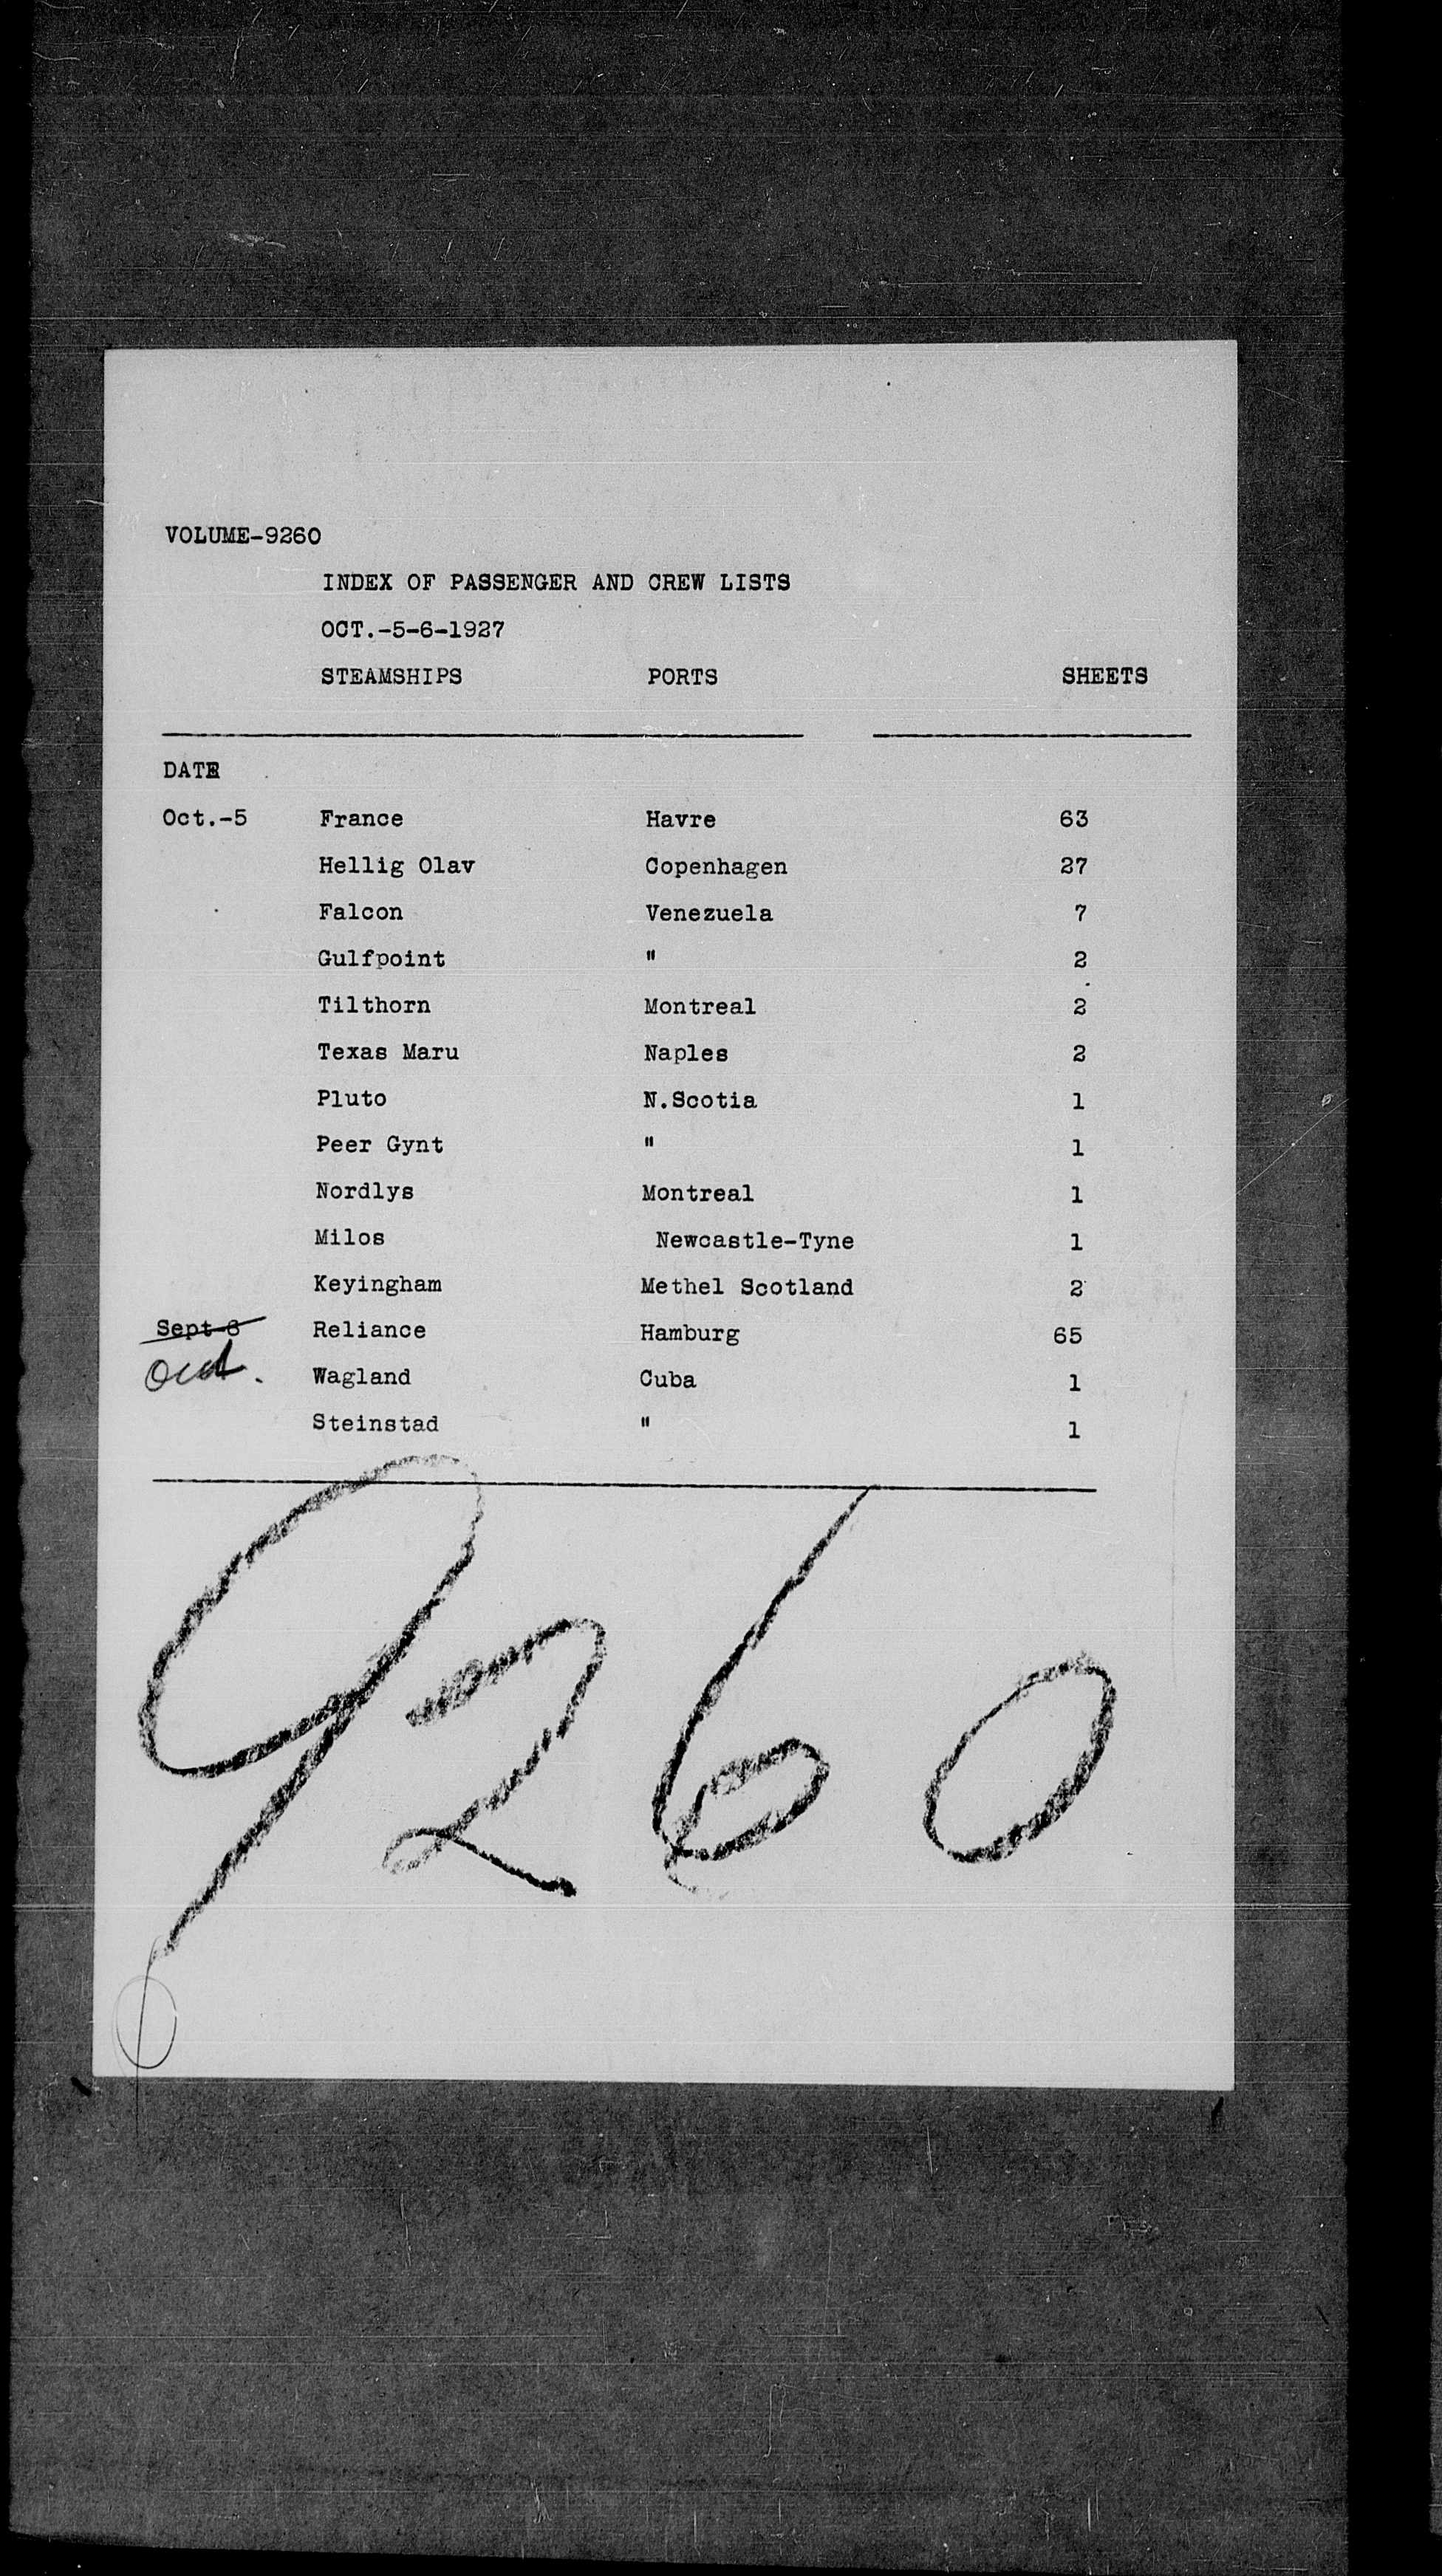 VOLUME-9260
INDEX OF PASSENGER AND CREW LISTS
OCT.-5-6-1927
STEAMSHIPS PORTS SHEETS
DATE
Oct.-5 France Havre 63
Hellig Olav Copenhagen 27
Falcon Venezuela 7
Gulfpoint " 2
Tilthorn Montreal 2
Texas Maru Naples 2
Pluto N.Scotia 1
Peer Gynt " 1
Nordlys Montreal 1
Milos Newcastle-Tyne 1
Keyingham Methel Scotland 2
Sept-6 Reliance Hamburg 65
Wagland Cuba 1
Steinstad " 1
9260